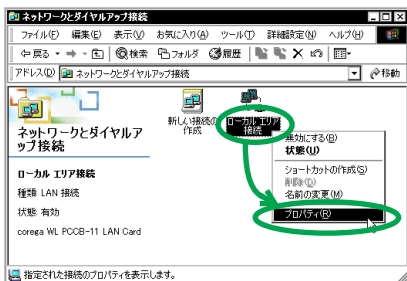 ネットワークとダイヤルアップ接続
ファイル(F) 編集(E) 表示(V) お気に入り(A) ツール(T) 詳細設定(N) ヘルプ(H)
戻る 検索 フォルダ 履歴
アドレス(D) ネットワークとダイヤルアップ接続 移動
ネットワークとダイヤルア
ップ接続
ローカル エリア接続
種類: LAN 接続
状態: 有効
corega WL PCCB-11 LAN Card
新しい接続の
作成
ローカル エリア
接続
無効にする(B)
状態(U)
ショートカットの作成(S)
削除(D)
名前の変更(M)
プロパティ(R)
指定された接続のプロパティを表示します。